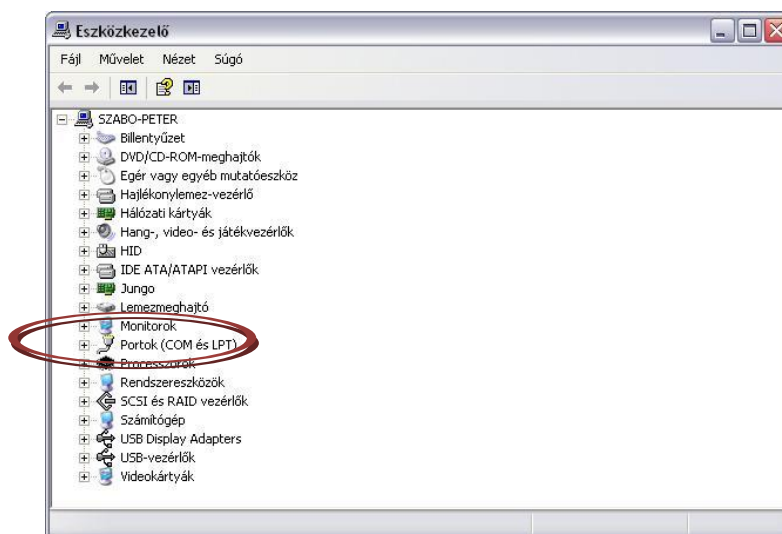 Eszközkezelő
Fájl Művelet Nézet Súgó
SZABO-PETER
Billentyűzet
DVD/CD-ROM-meghajtók
Egér vagy egyéb mutatóeszköz
Hajlékonylemez-vezérlő
Hálózati kártyák
Hang-, video- és játékvezérlők
HID
IDE ATA/ATAPI vezérlők
Jungo
Lemezmeghajtó
Monitorok
Portok (COM és LPT)
Processzorok
Rendszereszközök
SCSI és RAID vezérlők
Számítógép
USB Display Adapters
USB-vezérlők
Videokártyák